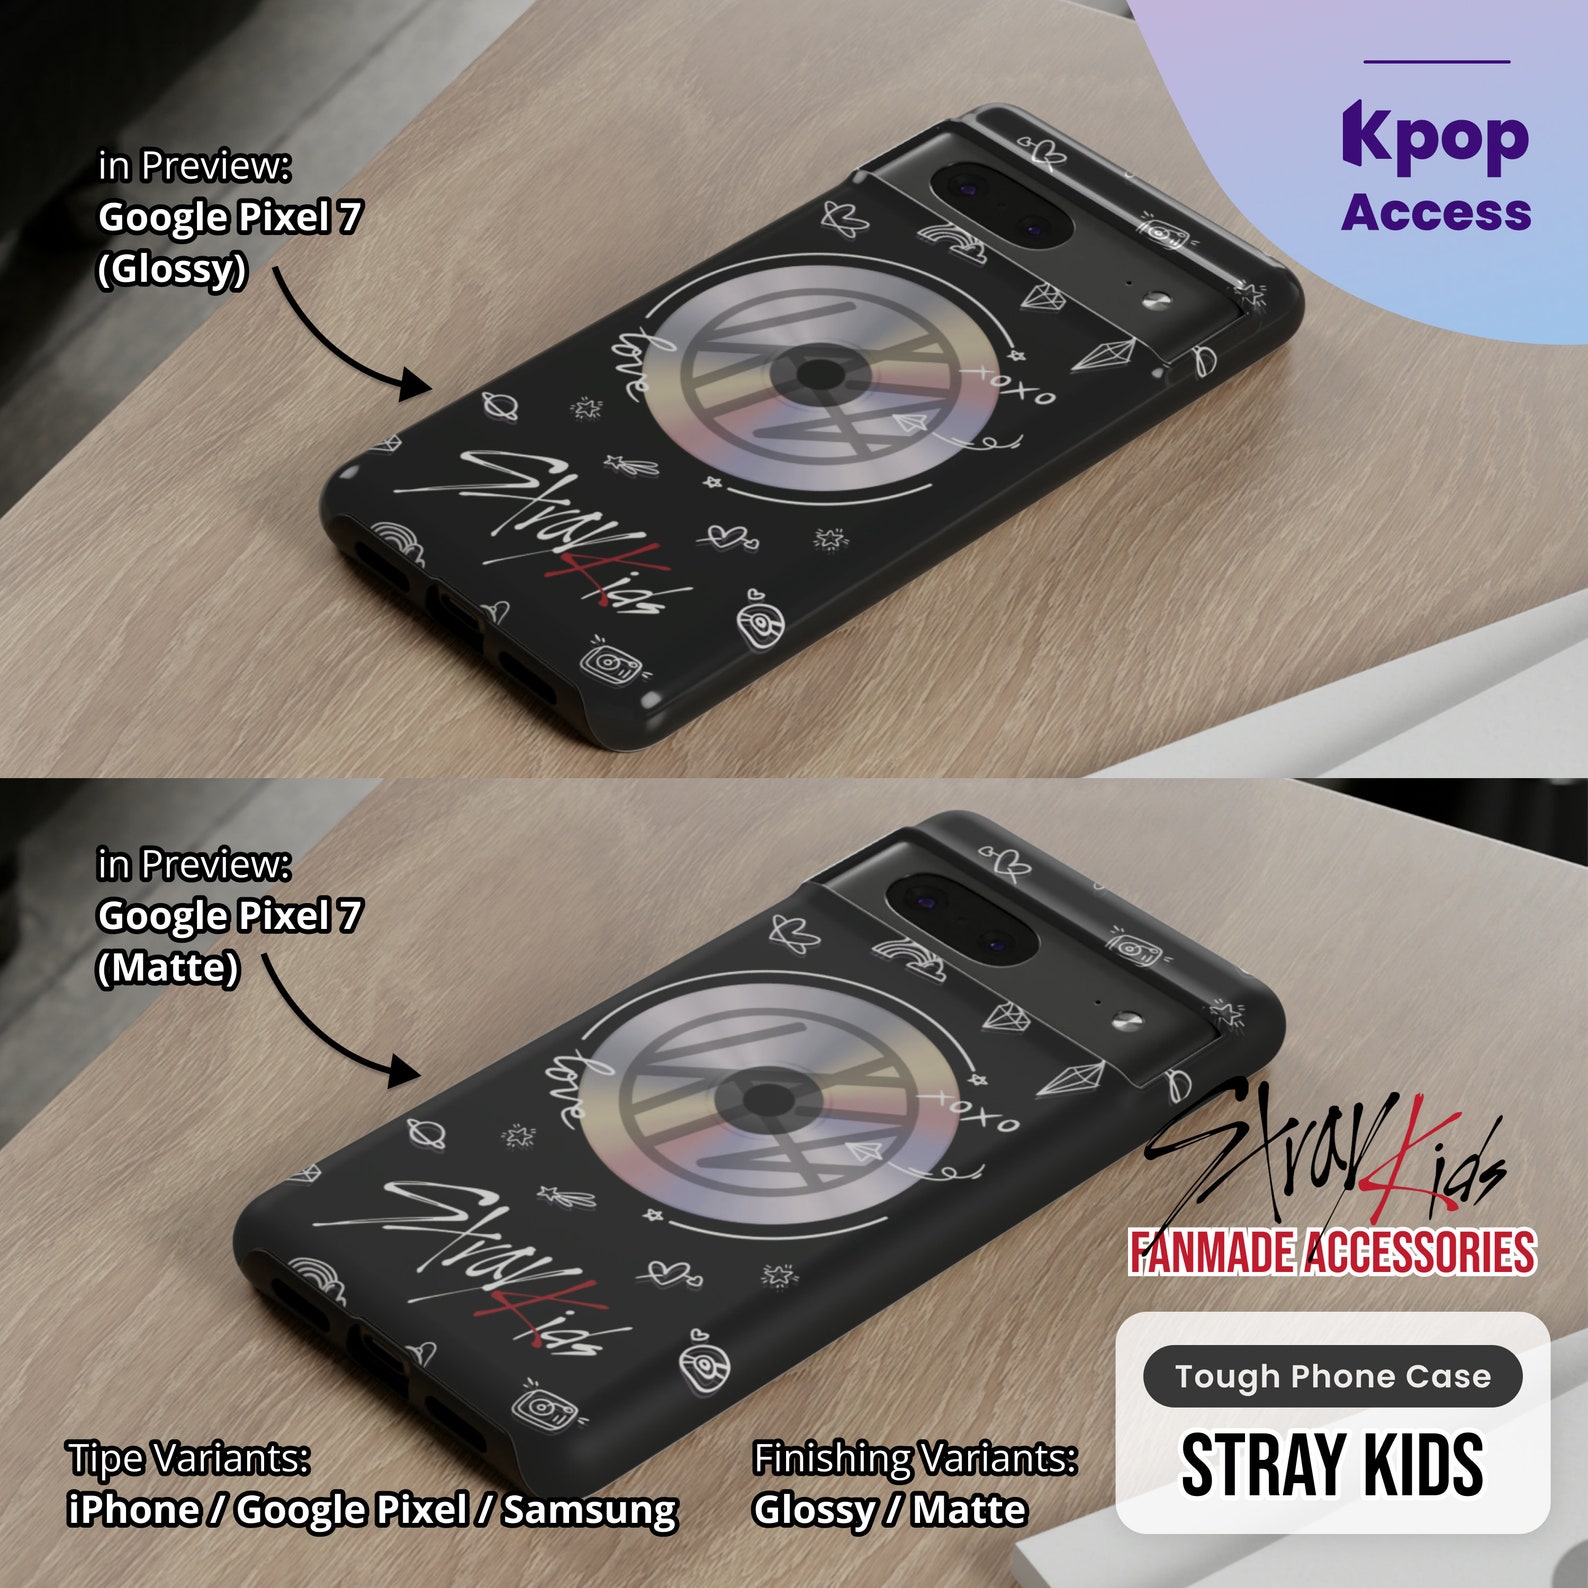 in Preview:
Google Pixel 7
(Glossy)
Kpop
Access
love
toxo
Stray Kids
in Preview:
Google Pixel 7
(Matte)
love
toxo
Stray Kids
Stray Kids
FANMADE ACCESSORIES
Tough Phone Case
STRAY KIDS
Tipe Variants:
iPhone / Google Pixel / Samsung
Finishing Variants:
Glossy / Matte